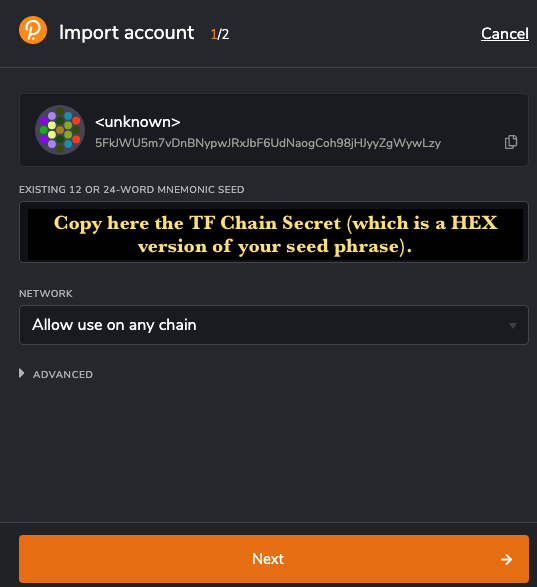 Import account 1/2 Cancel
<unknown>
5FkJWU5m7vDnBNypwJRxJbF6UdNaogCoh98jHJyyZgWywLzy
EXISTING 12 OR 24-WORD MNEMONIC SEED
Copy here the TF Chain Secret (which is a HEX
version of your seed phrase).
NETWORK
Allow use on any chain
ADVANCED
Next